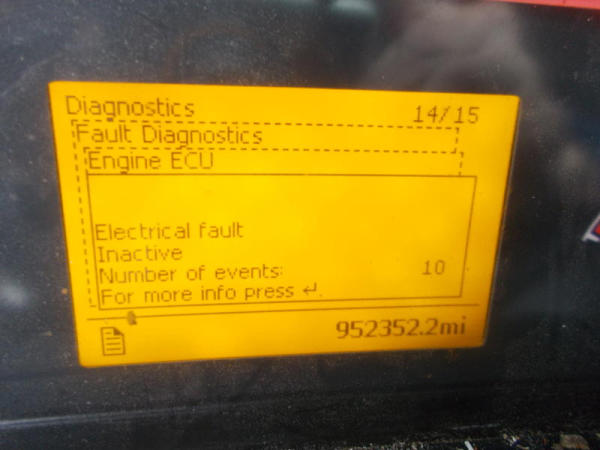 Diagnostics 14/15
Fault Diagnostics
Engine ECU
Electrical fault
Inactive
Number of events: 10
For more info press ↵.
952352.2mi